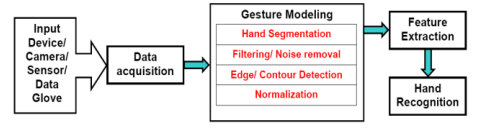 Input
Device/
Camera/
Sensor/
Data
Glove
Data
acquisition
Gesture Modeling
Hand Segmentation
Filtering/ Noise removal
Edge/ Contour Detection
Normalization
Feature
Extraction
Hand
Recognition